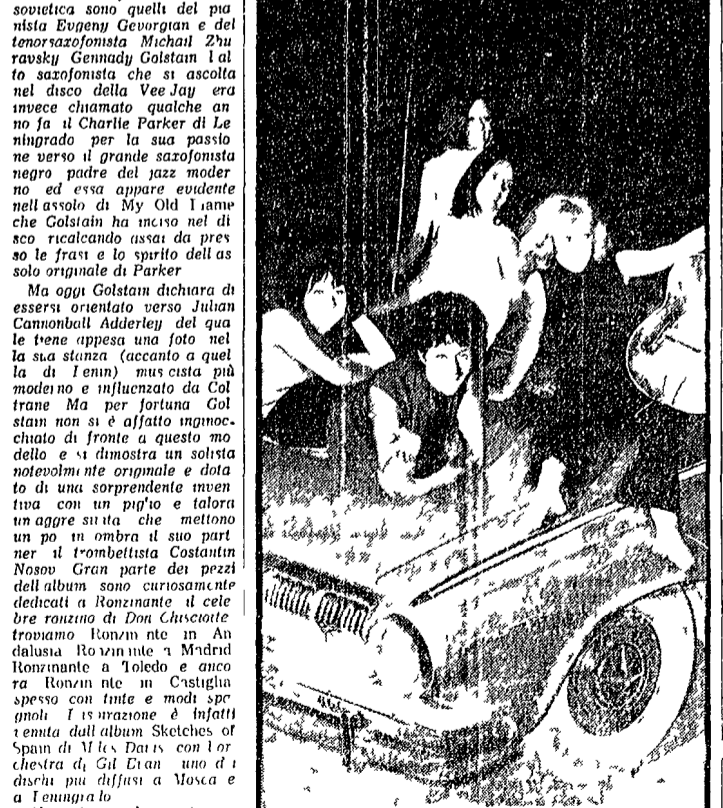 sovietica sono quelli del pia
nista Evgeny Gevorgian e del
tenorsaxofonista Michail Zhu
ravsky Gennady Golstain l al
to saxofonista che si ascolta
nel disco della Vee Jay era
invece chiamato qualche an
no fa il Charlie Parker di Le
ningrado per la sua passio
ne verso il grande saxofonista
negro padre del jazz moder
no ed essa appare evidente
nell assolo di My Old Flame
che Golstain ha inciso nel di
sco ricalcando assai da pres
so le frasi e lo spirito dell as
solo originale di Parker
Ma oggi Golstain dichiara di
essersi orientato verso Julian
Cannonball Adderley del qua
le tiene appesa una foto nel
la sua stanza (accanto a quel
la di Lenin) musicista più
moderno e influenzato da Col
trane Ma per fortuna Gol
stain non si è affatto inginoc-
chiato di fronte a questo mo
dello e si dimostra un solista
notevolmente originale e dota
to di una sorprendente inven
tiva con un piglio e talora
un aggressività che mettono
un po in ombra il suo part
ner il trombettista Costantin
Nosov Gran parte dei pezzi
dell album sono curiosamente
dedicati a Ronzinante il cele
bre ronzino di Don Chisciotte
troviamo Ronzinante in An
dalusia Ronzinante a Madrid
Ronzinante a Toledo e anco
ra Ronzinante in Castiglia
spesso con tinte e modi spa
gnoli è infatti
venuta dall album Sketches of
Spain di Miles Davis con l or
chestra di Gil Evan uno di
dischi più diffusi a Mosca e
a Leningrado